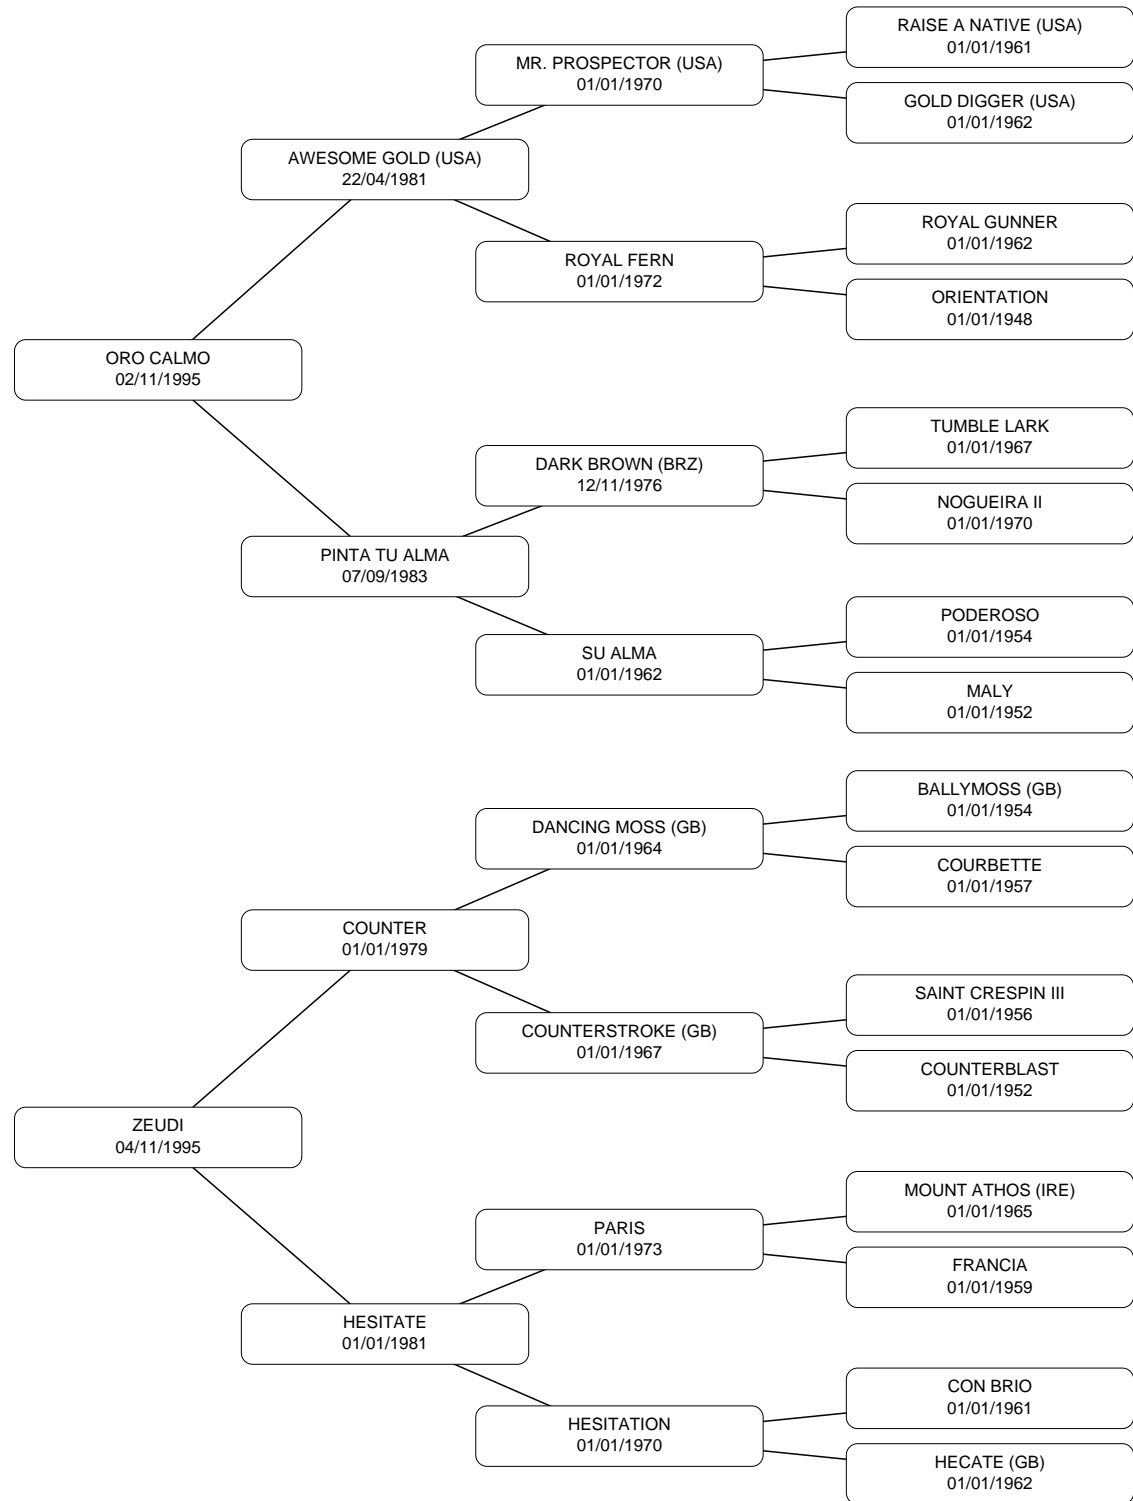 RAISE A NATIVE (USA)
01/01/1961
MR. PROSPECTOR (USA)
01/01/1970
GOLD DIGGER (USA)
01/01/1962
AWESOME GOLD (USA)
22/04/1981
ROYAL GUNNER
01/01/1962
ROYAL FERN
01/01/1972
ORIENTATION
01/01/1948
ORO CALMO
02/11/1995
TUMBLE LARK
01/01/1967
DARK BROWN (BRZ)
12/11/1976
NOGUEIRA II
01/01/1970
PINTA TU ALMA
07/09/1983
PODEROSO
01/01/1954
SU ALMA
01/01/1962
MALY
01/01/1952
BALLYMOSS (GB)
01/01/1954
DANCING MOSS (GB)
01/01/1964
COURBETTE
01/01/1957
COUNTER
01/01/1979
SAINT CRESPIN III
01/01/1956
COUNTERSTROKE (GB)
01/01/1967
COUNTERBLAST
01/01/1952
ZEUDI
04/11/1995
MOUNT ATHOS (IRE)
01/01/1965
PARIS
01/01/1973
FRANCIA
01/01/1959
HESITATE
01/01/1981
CON BRIO
01/01/1961
HESITATION
01/01/1970
HECATE (GB)
01/01/1962